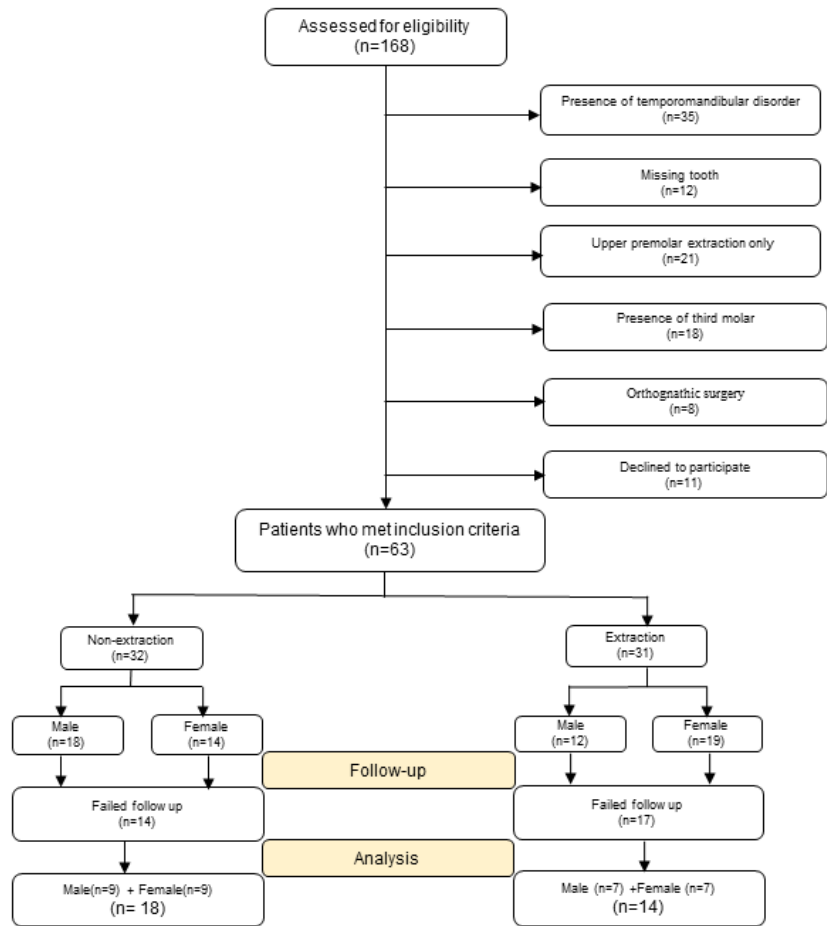 Assessed for eligibility
(n=168)
Presence of temporomandibular disorder
(n=35)
Missing tooth
(n=12)
Upper premolar extraction only
(n=21)
Presence of third molar
(n=18)
Orthognathic surgery
(n=8)
Declined to participate
(n=11)
Patients who met inclusion criteria
(n=63)
Non-extraction
(n=32)
Extraction
(n=31)
Male
(n=18)
Female
(n=14)
Male
(n=12)
Female
(n=19)
Follow-up
Failed follow up
(n=14)
Failed follow up
(n=17)
Analysis
Male(n=9) + Female(n=9)
(n= 18)
Male (n=7) +Female (n=7)
(n=14)